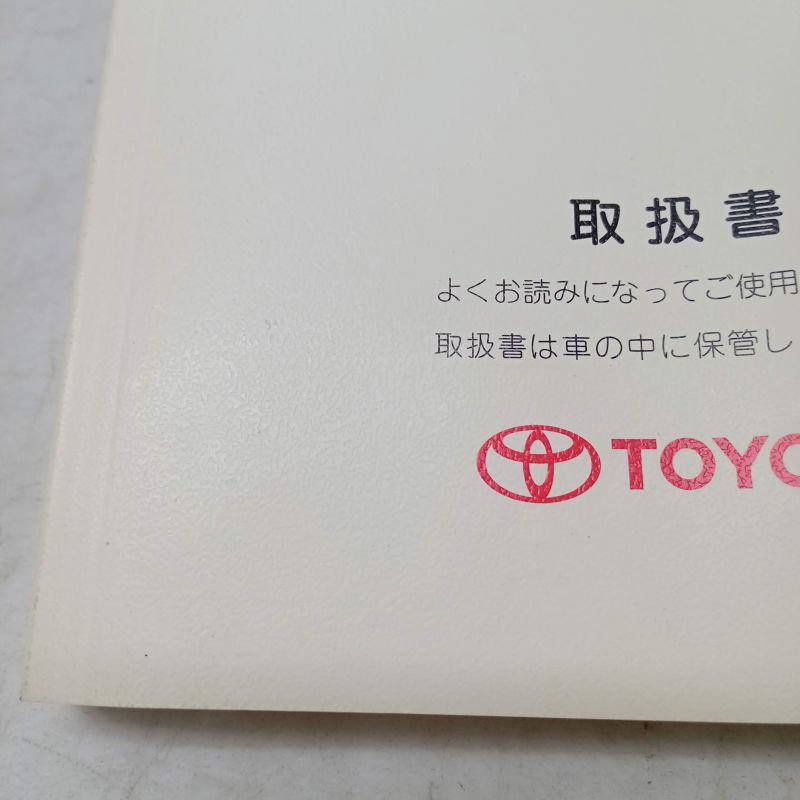 取扱書
よくお読みになってご使用
取扱書は車の中に保管し
TOYO